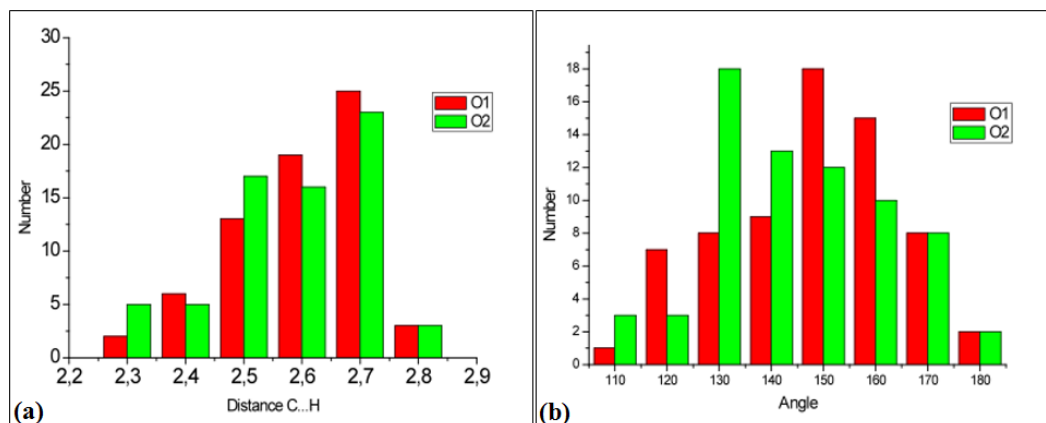 30
25
20
15
10
5
0
Number
O1
O2
2,2 2,3 2,4 2,5 2,6 2,7 2,8 2,9
Distance C...H
(a)
18
16
14
12
10
8
6
4
2
0
Number
O1
O2
110 120 130 140 150 160 170 180
Angle
(b)